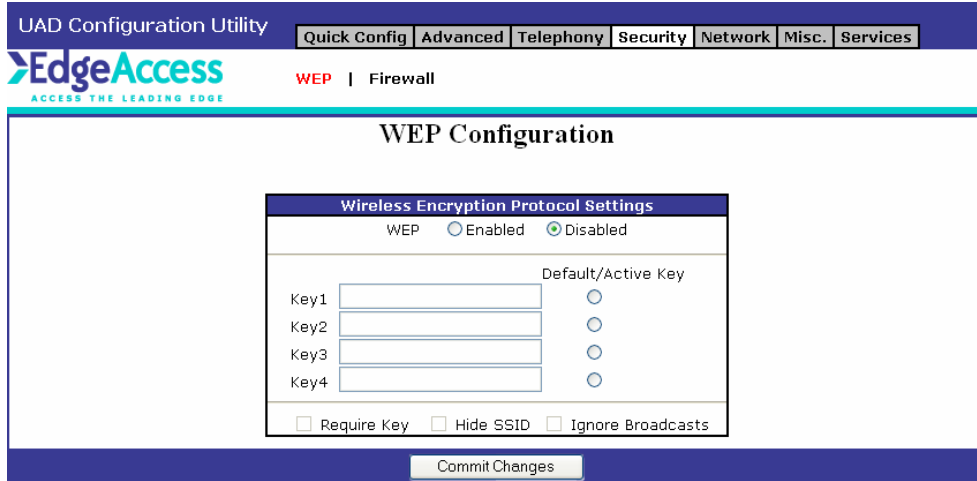 UAD Configuration Utility
Quick Config Advanced Telephony Security Network Misc. Services
EdgeAccess
ACCESS THE LEADING EDGE
WEP | Firewall
WEP Configuration
Wireless Encryption Protocol Settings
WEP Enabled Disabled
Default/Active Key
Key1
Key2
Key3
Key4
Require Key Hide SSID Ignore Broadcasts
Commit Changes